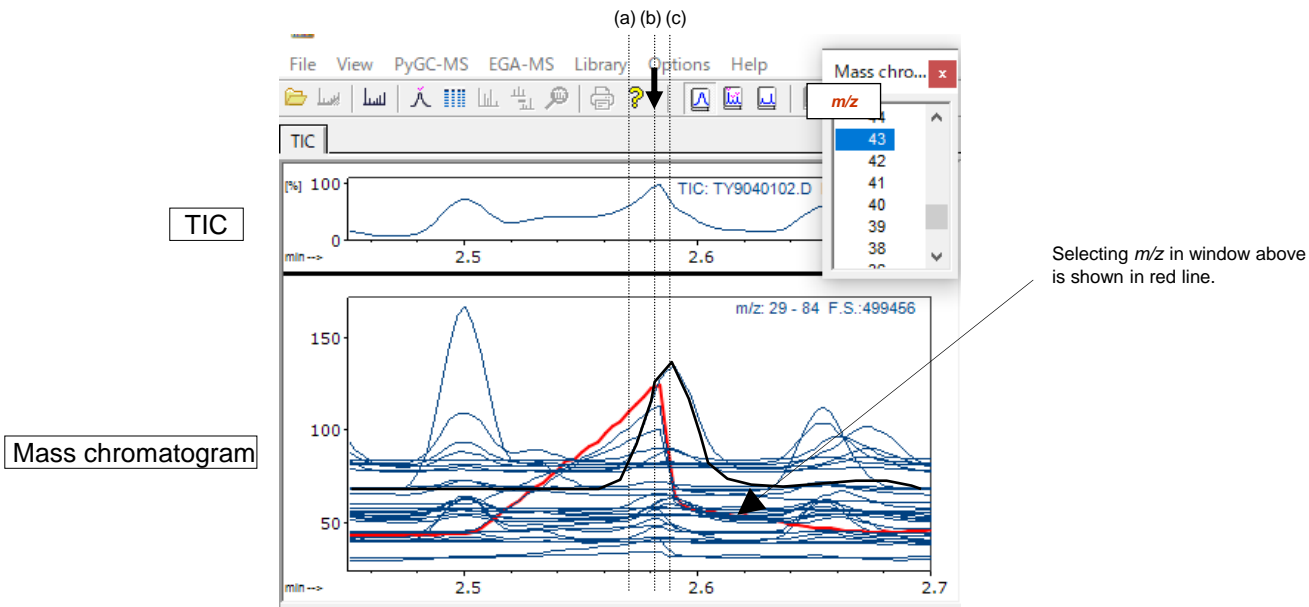 (a) (b) (c)
File View PyGC-MS EGA-MS Library Options Help
Mass chro... x
m/z
44
43
42
41
40
39
38
TIC
[%] 100
TIC: TY9040102.D
0
min--> 2.5 2.6
TIC
Selecting m/z in window above
is shown in red line.
m/z: 29 - 84 F.S.:499456
150
100
50
Mass chromatogram
min--> 2.5 2.6 2.7